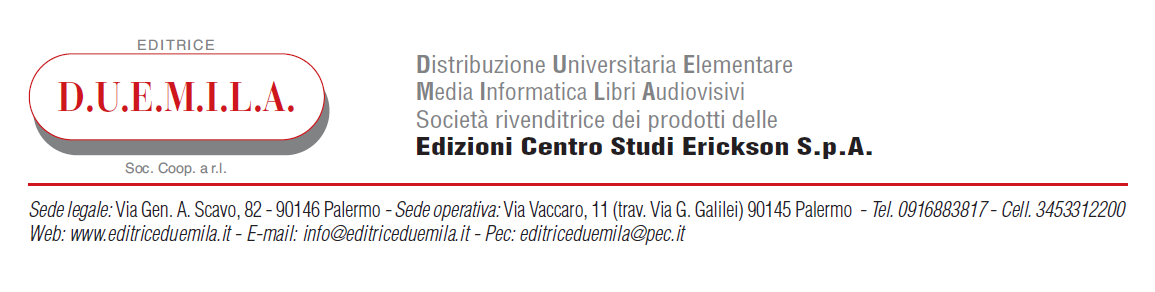 EDITRICE
D.U.E.M.I.L.A.
Soc. Coop. a r.l.
Distribuzione Universitaria Elementare
Media Informatica Libri Audiovisivi
Società rivenditrice dei prodotti delle
Edizioni Centro Studi Erickson S.p.A.
Sede legale: Via Gen. A. Scavo, 82 - 90146 Palermo - Sede operativa: Via Vaccaro, 11 (trav. Via G. Galilei) 90145 Palermo - Tel. 0916883817 - Cell. 3453312200
Web: www.editriceduemila.it - E-mail: info@editriceduemila.it - Pec: editriceduemila@pec.it